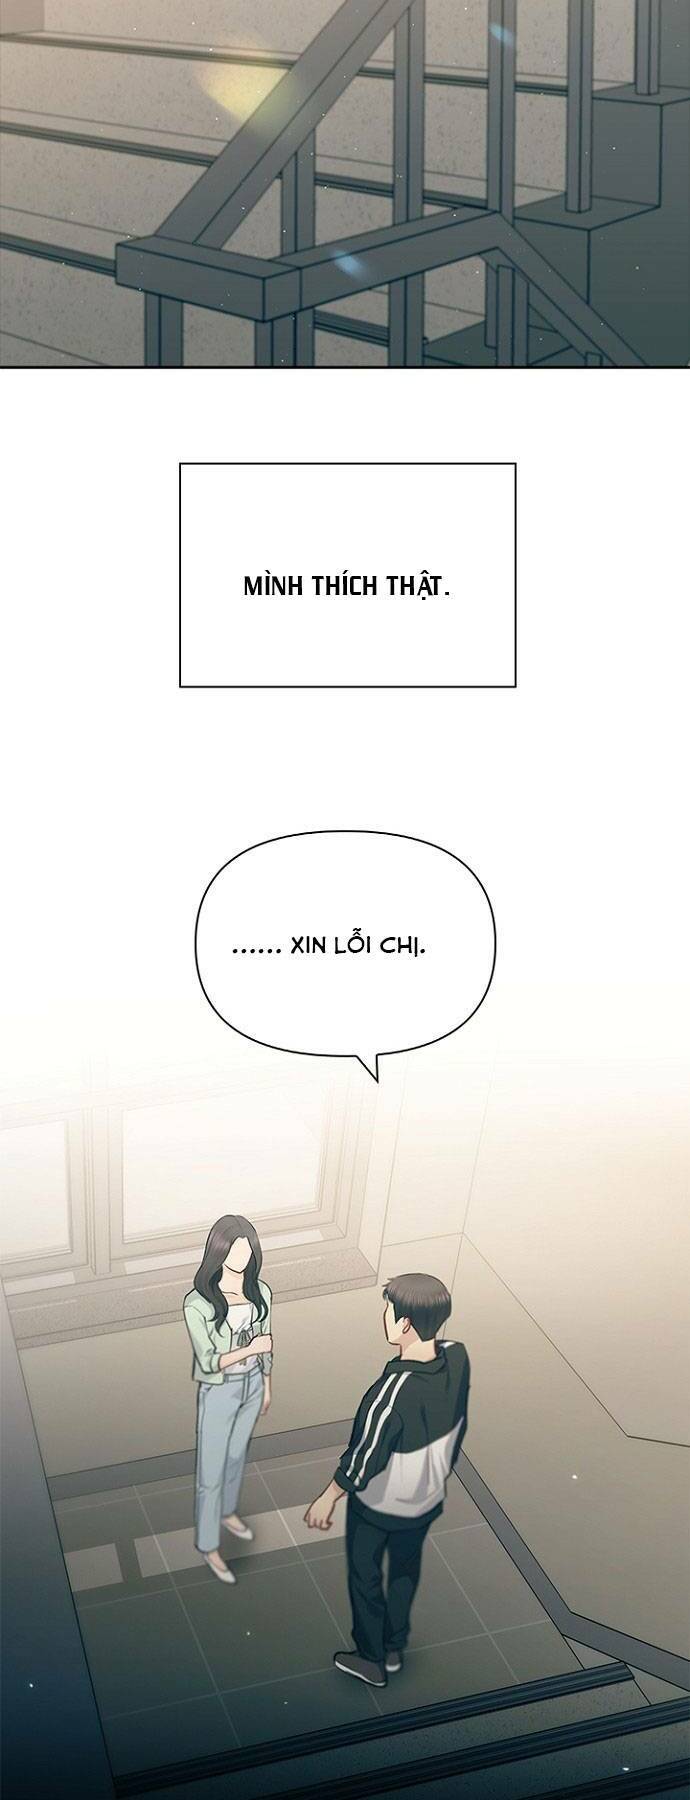 MÌNH THÍCH THẬT.
...... XIN LỖI CHỊ.